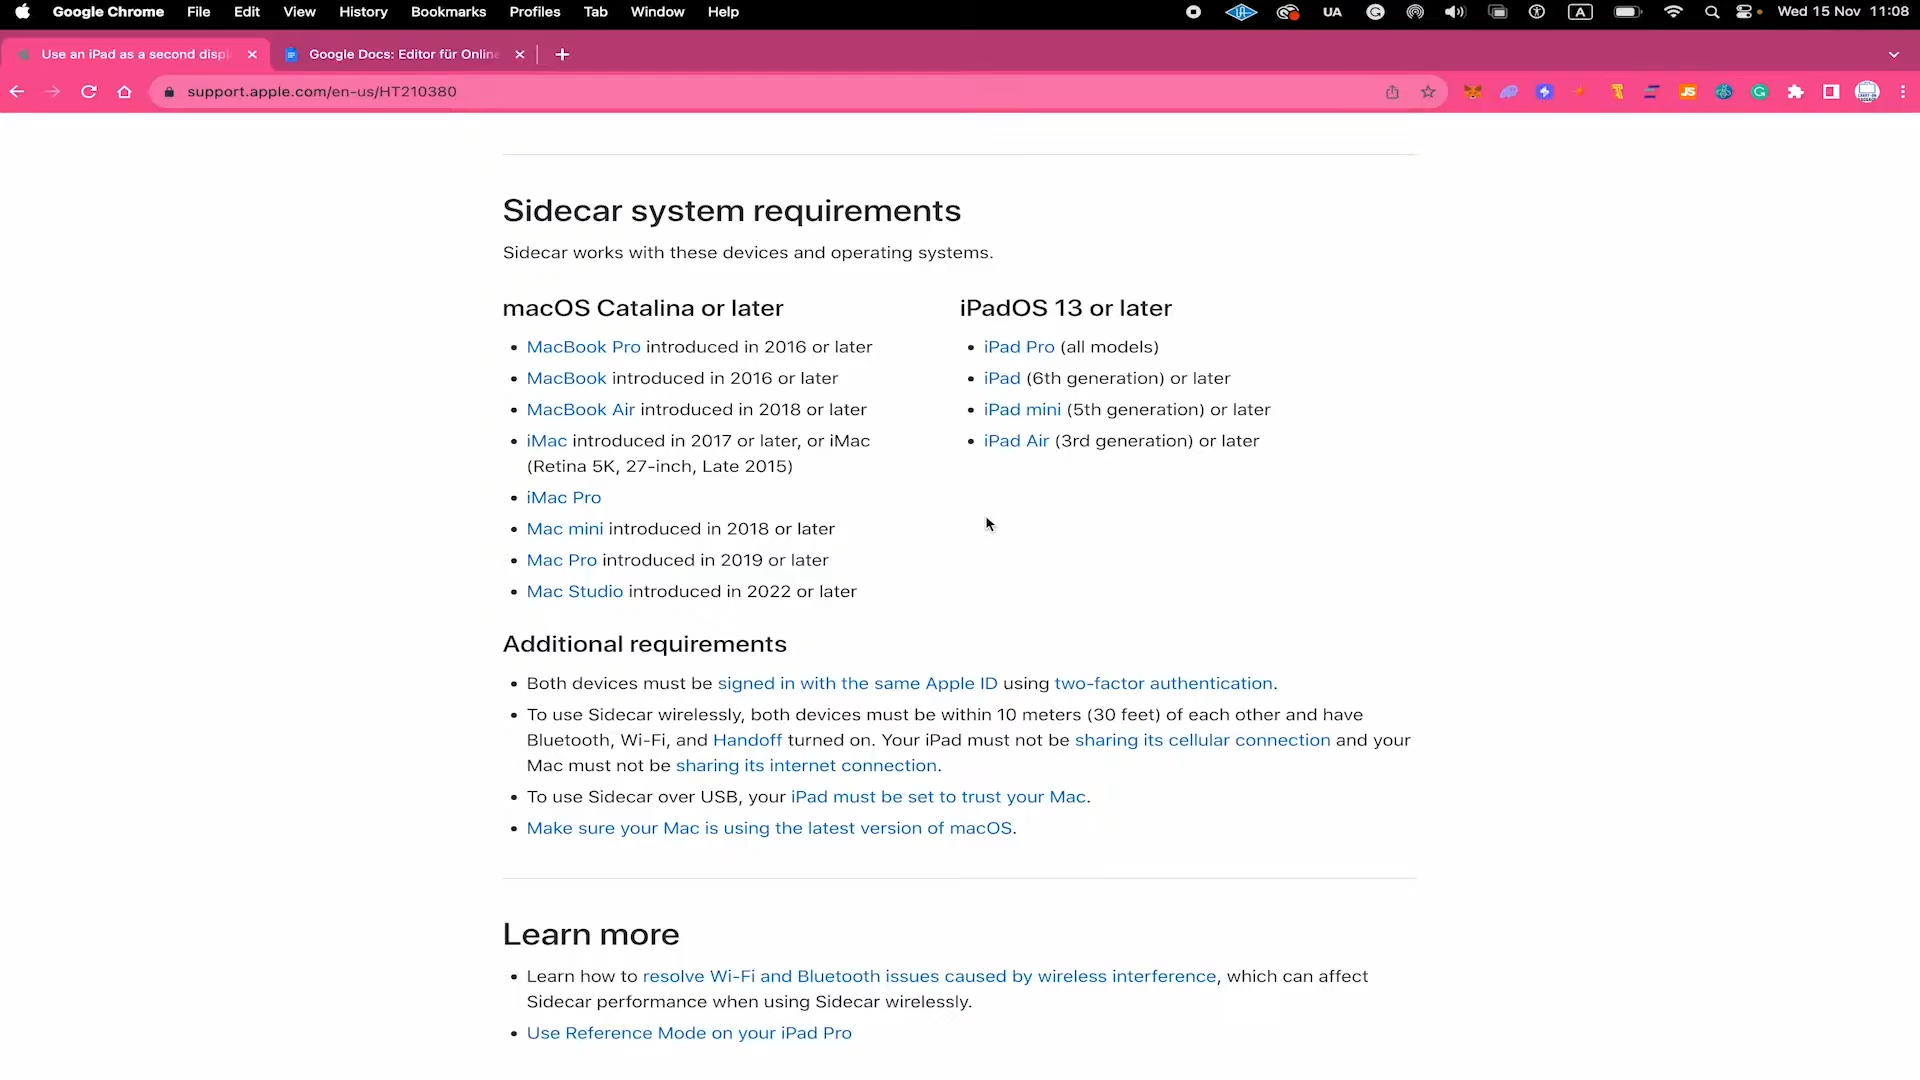 Google Chrome File Edit View History Bookmarks Profiles Tab Window Help UA A Wed 15 Nov 11:08
Use an iPad as a second displ Google Docs: Editor für Online
support.apple.com/en-us/HT210380
Sidecar system requirements
Sidecar works with these devices and operating systems.
macOS Catalina or later
• MacBook Pro introduced in 2016 or later
• MacBook introduced in 2016 or later
• MacBook Air introduced in 2018 or later
• iMac introduced in 2017 or later, or iMac
(Retina 5K, 27-inch, Late 2015)
• iMac Pro
• Mac mini introduced in 2018 or later
• Mac Pro introduced in 2019 or later
• Mac Studio introduced in 2022 or later
iPadOS 13 or later
• iPad Pro (all models)
• iPad (6th generation) or later
• iPad mini (5th generation) or later
• iPad Air (3rd generation) or later
Additional requirements
• Both devices must be signed in with the same Apple ID using two-factor authentication.
• To use Sidecar wirelessly, both devices must be within 10 meters (30 feet) of each other and have
Bluetooth, Wi-Fi, and Handoff turned on. Your iPad must not be sharing its cellular connection and your
Mac must not be sharing its internet connection.
• To use Sidecar over USB, your iPad must be set to trust your Mac.
• Make sure your Mac is using the latest version of macOS.
Learn more
• Learn how to resolve Wi-Fi and Bluetooth issues caused by wireless interference, which can affect
Sidecar performance when using Sidecar wirelessly.
• Use Reference Mode on your iPad Pro